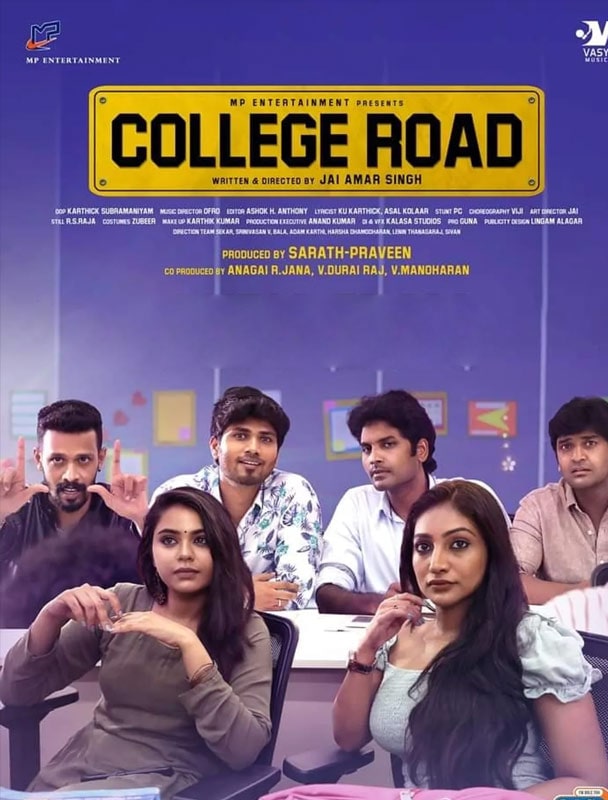 MP ENTERTAINMENT
VASY
MUSIC
MP ENTERTAINMENT PRESENTS
COLLEGE ROAD
WRITTEN & DIRECTED BY JAI AMAR SINGH
DOP KARTHICK SUBRAMANIYAM MUSIC DIRECTOR OFRO EDITOR ASHOK H. ANTHONY LYRICIST KU KARTHICK, ASAL KOLAAR STUNT PC CHOREOGRAPHY VIJI ART DIRECTOR JAI
STILL R.S.RAJA COSTUMES ZUBEER MAKE UP KARTHIK KUMAR PRODUCTION EXECUTIVE ANAND KUMAR DI & VFX KALASA STUDIOS PRO GUNA PUBLICITY DESIGN LINGAM ALAGAR
DIRECTION TEAM SEKAR, SRINIVASAN V, BALA, ADAM KARTHI, HARSHA DHAMODHARAN, LENIN THANASARAJ, SIVAN
PRODUCED BY SARATH-PRAVEEN
CO PRODUCED BY ANAGAI R.JANA, V.DURAI RAJ, V.MANOHARAN